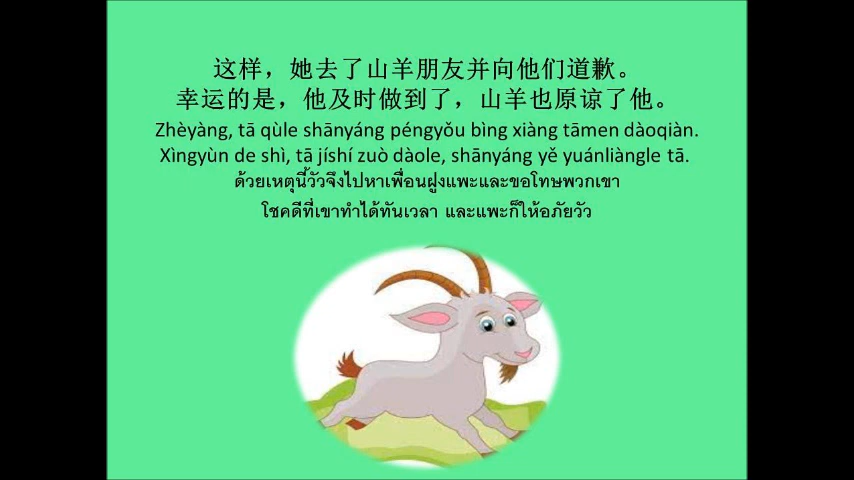 这样，她去了山羊朋友并向他们道歉。
幸运的是，他及时做到了，山羊也原谅了他。
Zhèyàng, tā qùle shānyáng péngyǒu bìng xiàng tāmen dàoqiàn.
Xìngyùn de shì, tā jíshí zuò dàole, shānyáng yě yuánliàngle tā.
ด้วยเหตุนี้วัวจึงไปหาเพื่อนฝูงแพะและขอโทษพวกเขา
โชคดีที่เขาทำได้ทันเวลา และแพะก็ให้อภัยวัว